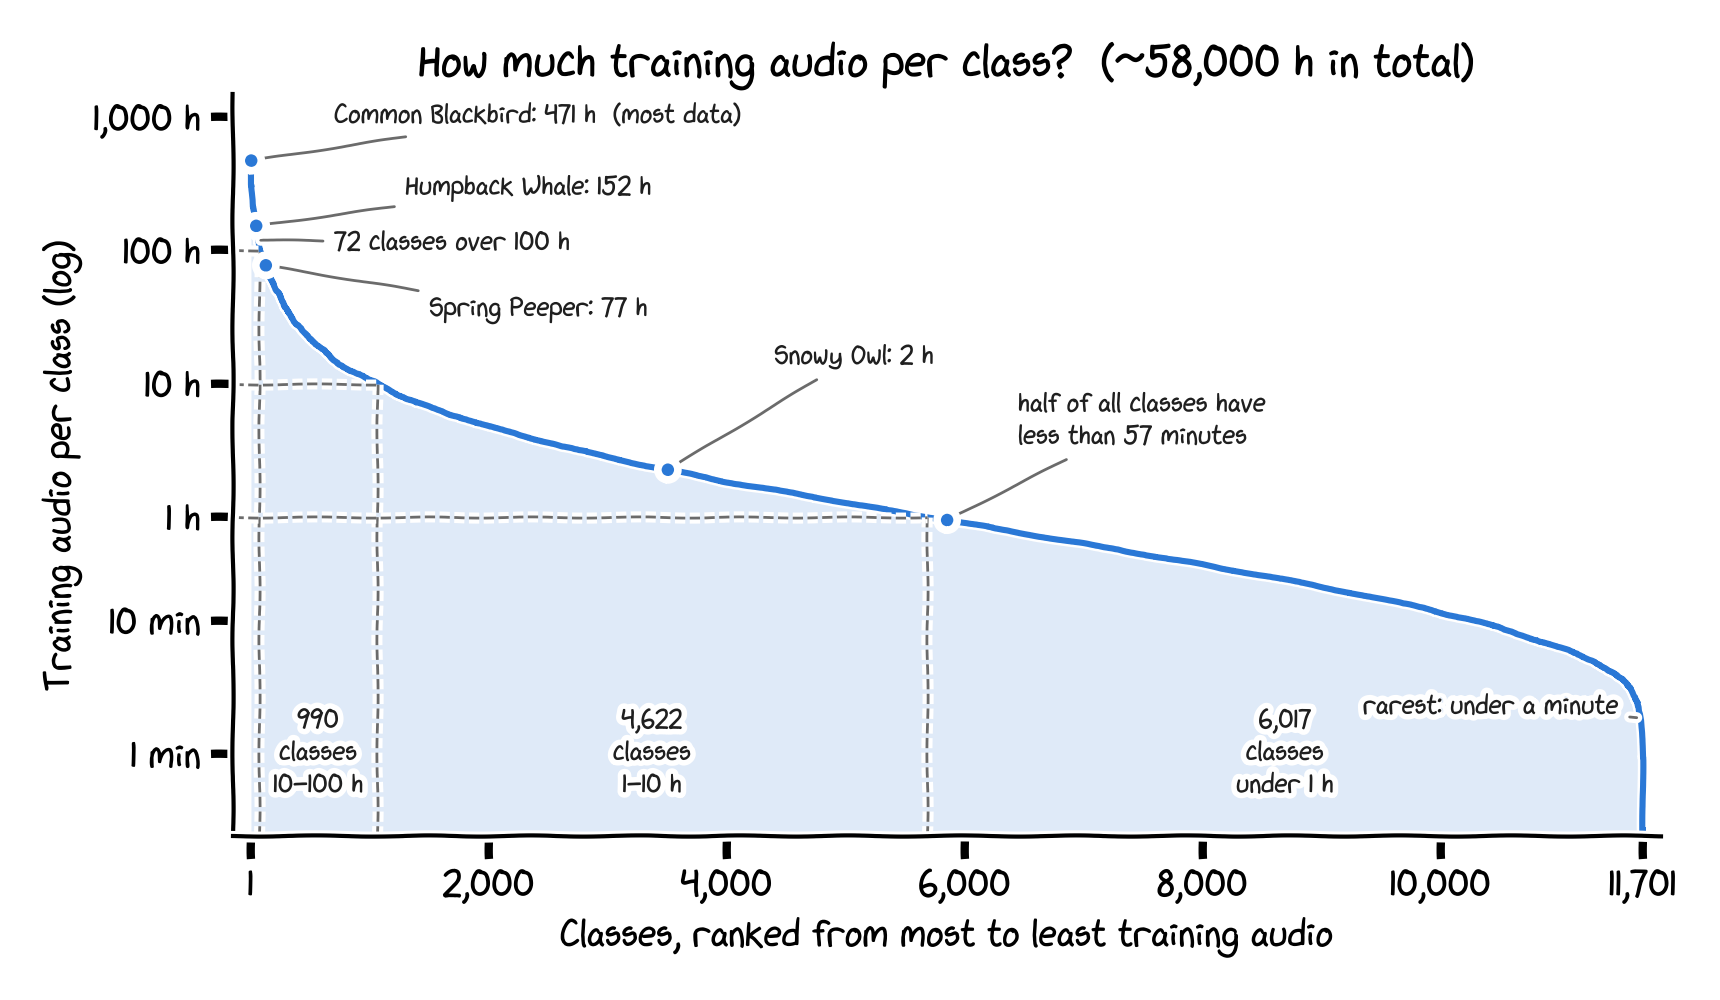 How much training audio per class? (~58,000 h in total)
Training audio per class (log)
1,000 h
100 h
10 h
1 h
10 min
1 min
Common Blackbird: 471 h (most data)
Humpback Whale: 152 h
72 classes over 100 h
Spring Peeper: 77 h
Snowy Owl: 2 h
half of all classes have
less than 57 minutes
rarest: under a minute
990
classes
10–100 h
4,622
classes
1–10 h
6,017
classes
under 1 h
1
2,000
4,000
6,000
8,000
10,000
11,701
Classes, ranked from most to least training audio